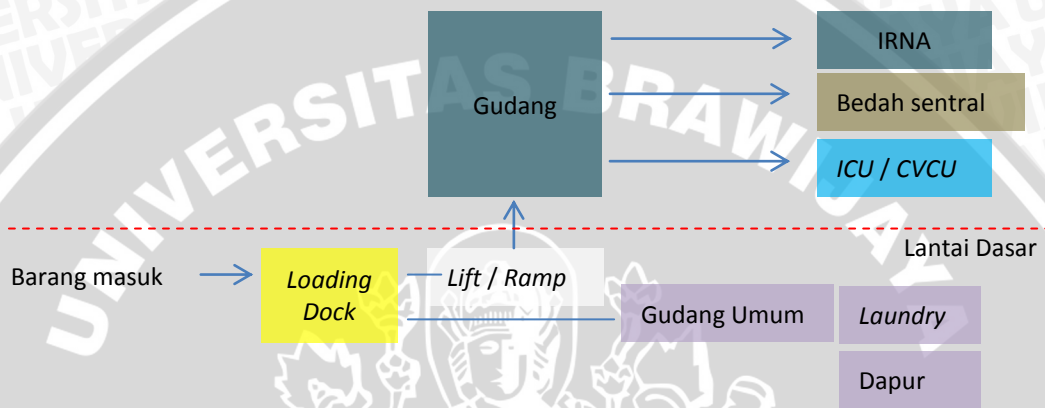 IRNA
Gudang
Bedah sentral
ICU / CVCU
Lantai Dasar
Barang masuk
Loading
Dock
Lift / Ramp
Gudang Umum
Laundry
Dapur
UNIVERSITAS BRAWIJAYA